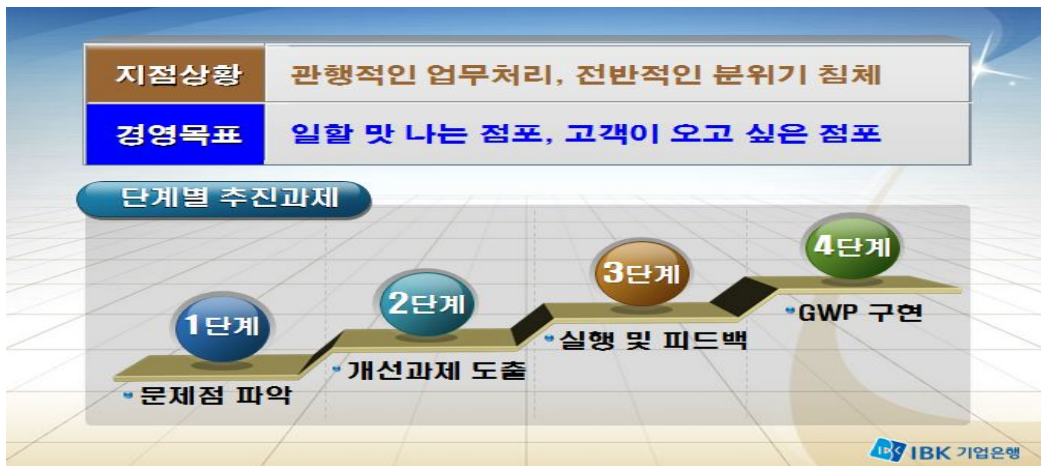 지점상황 관행적인 업무처리, 전반적인 분위기 침체
경영목표 일할 맛 나는 점포, 고객이 오고 싶은 점포
단계별 추진과제
1단계
• 문제점 파악
2단계
• 개선과제 도출
3단계
• 실행 및 피드백
4단계
• GWP 구현
IBK 기업은행